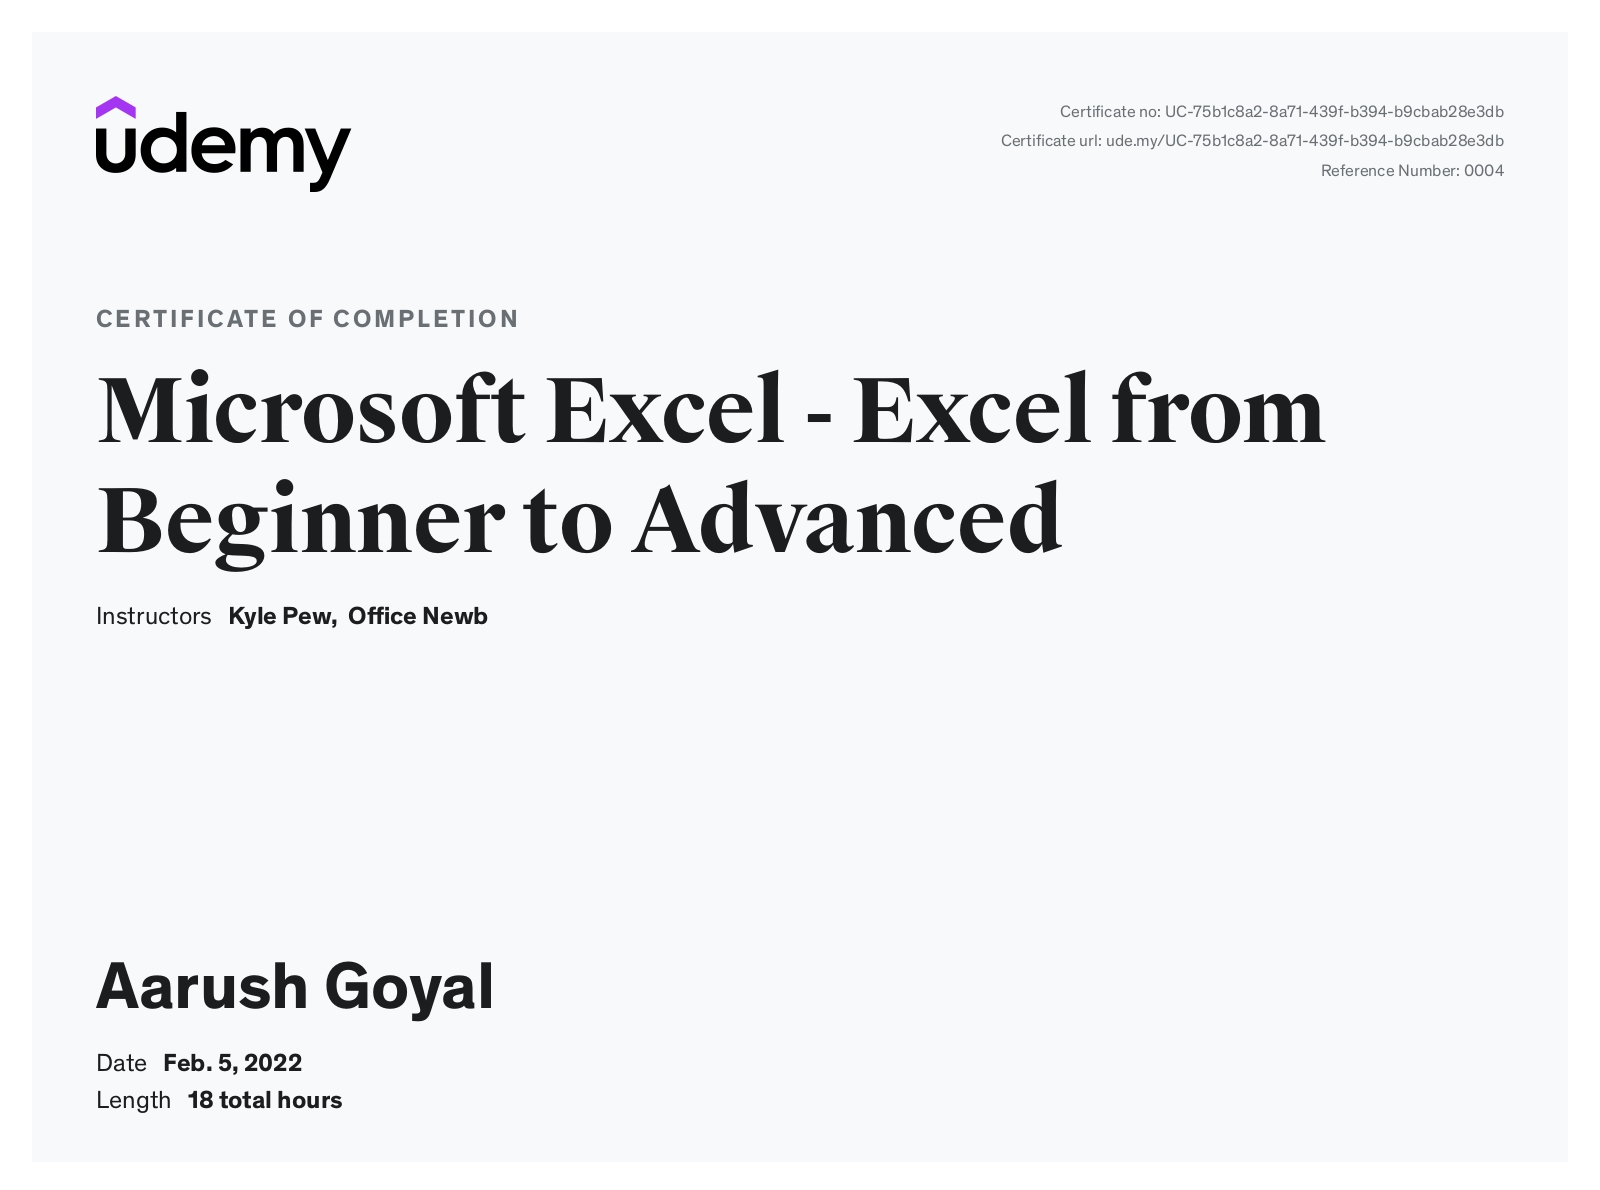 udemy
Certificate no: UC-75b1c8a2-8a71-439f-b394-b9cbab28e3db
Certificate url: ude.my/UC-75b1c8a2-8a71-439f-b394-b9cbab28e3db
Reference Number: 0004
CERTIFICATE OF COMPLETION
Microsoft Excel - Excel from
Beginner to Advanced
Instructors Kyle Pew, Office Newb
Aarush Goyal
Date Feb. 5, 2022
Length 18 total hours